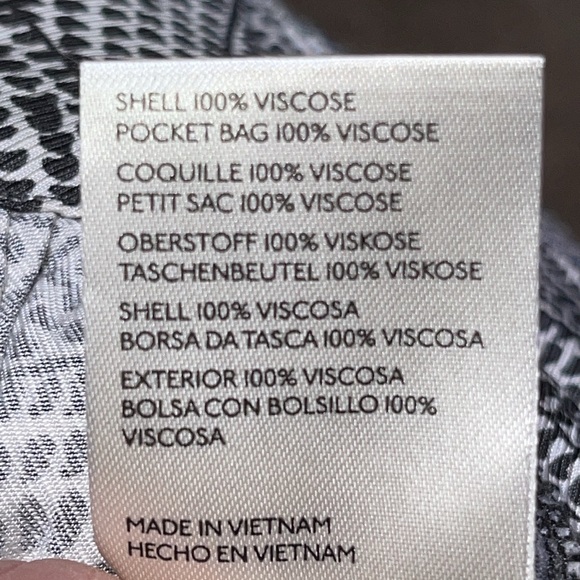 SHELL 100% VISCOSE
POCKET BAG 100% VISCOSE
COQUILLE 100% VISCOSE
PETIT SAC 100% VISCOSE
OBERSTOFF 100% VISKOSE
TASCHENBEUTEL 100% VISKOSE
SHELL 100% VISCOSA
BORSA DA TASCA 100% VISCOSA
EXTERIOR 100% VISCOSA
BOLSA CON BOLSILLO 100%
VISCOSA
MADE IN VIETNAM
HECHO EN VIETNAM